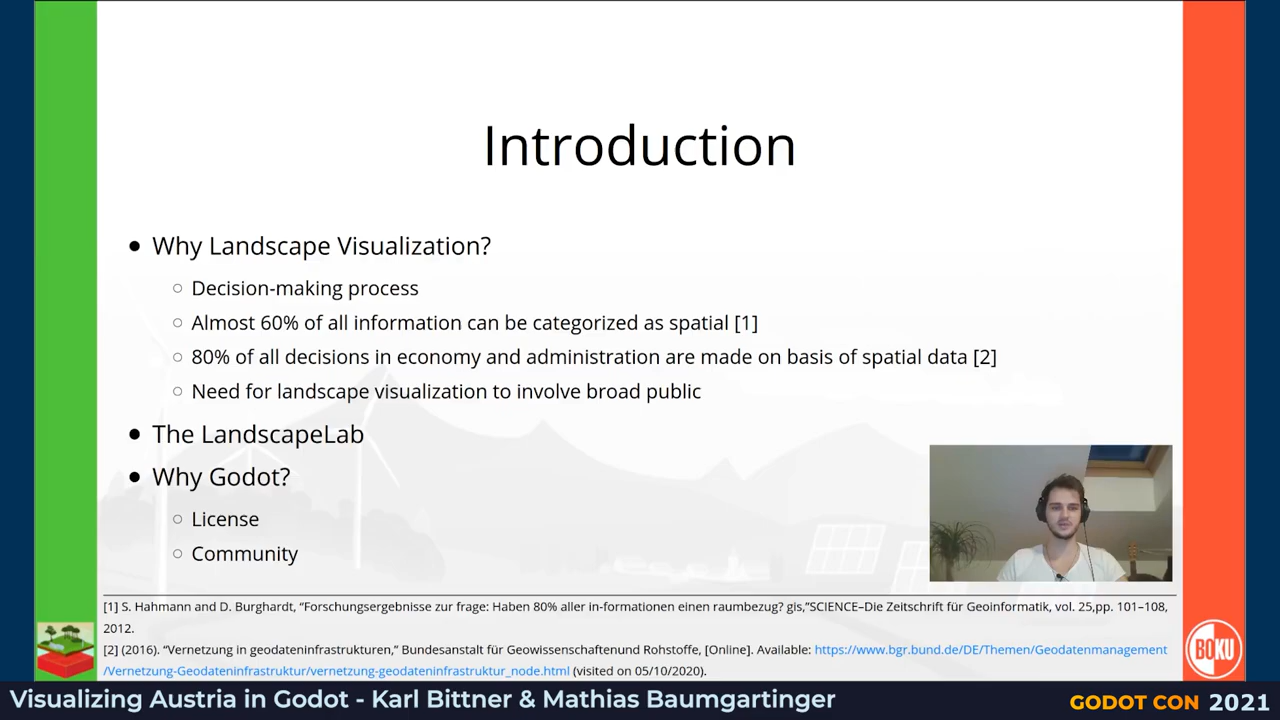 Introduction
Why Landscape Visualization?
Decision-making process
Almost 60% of all information can be categorized as spatial [1]
80% of all decisions in economy and administration are made on basis of spatial data [2]
Need for landscape visualization to involve broad public
The LandscapeLab
Why Godot?
License
Community
[1] S. Hahmann and D. Burghardt, “Forschungsergebnisse zur frage: Haben 80% aller in-formationen einen raumbezug? gis,”SCIENCE–Die Zeitschrift für Geoinformatik, vol. 25,pp. 101–108,
2012.
[2] (2016). “Vernetzung in geodateninfrastrukturen,” Bundesanstalt für Geowissenschaftenund Rohstoffe, [Online]. Available: https://www.bgr.bund.de/DE/Themen/Geodatenmanagement
/Vernetzung-Geodateninfrastruktur/vernetzung-geodateninfrastruktur_node.html (visited on 05/10/2020).
BOKU
Visualizing Austria in Godot - Karl Bittner & Mathias Baumgartinger
GODOT CON 2021